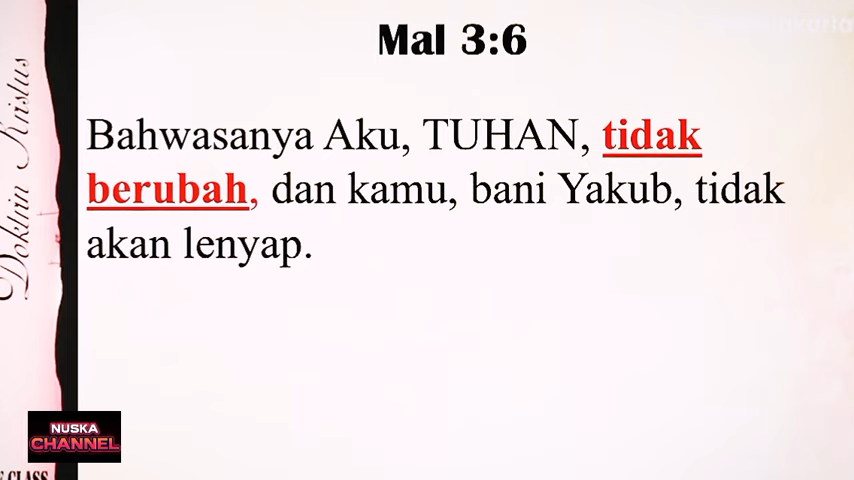 Mal 3:6
Bahwasanya Aku, TUHAN, tidak
berubah, dan kamu, bani Yakub, tidak
akan lenyap.
Doktrin Kristus
NUSKA
CHANNEL
CLASS